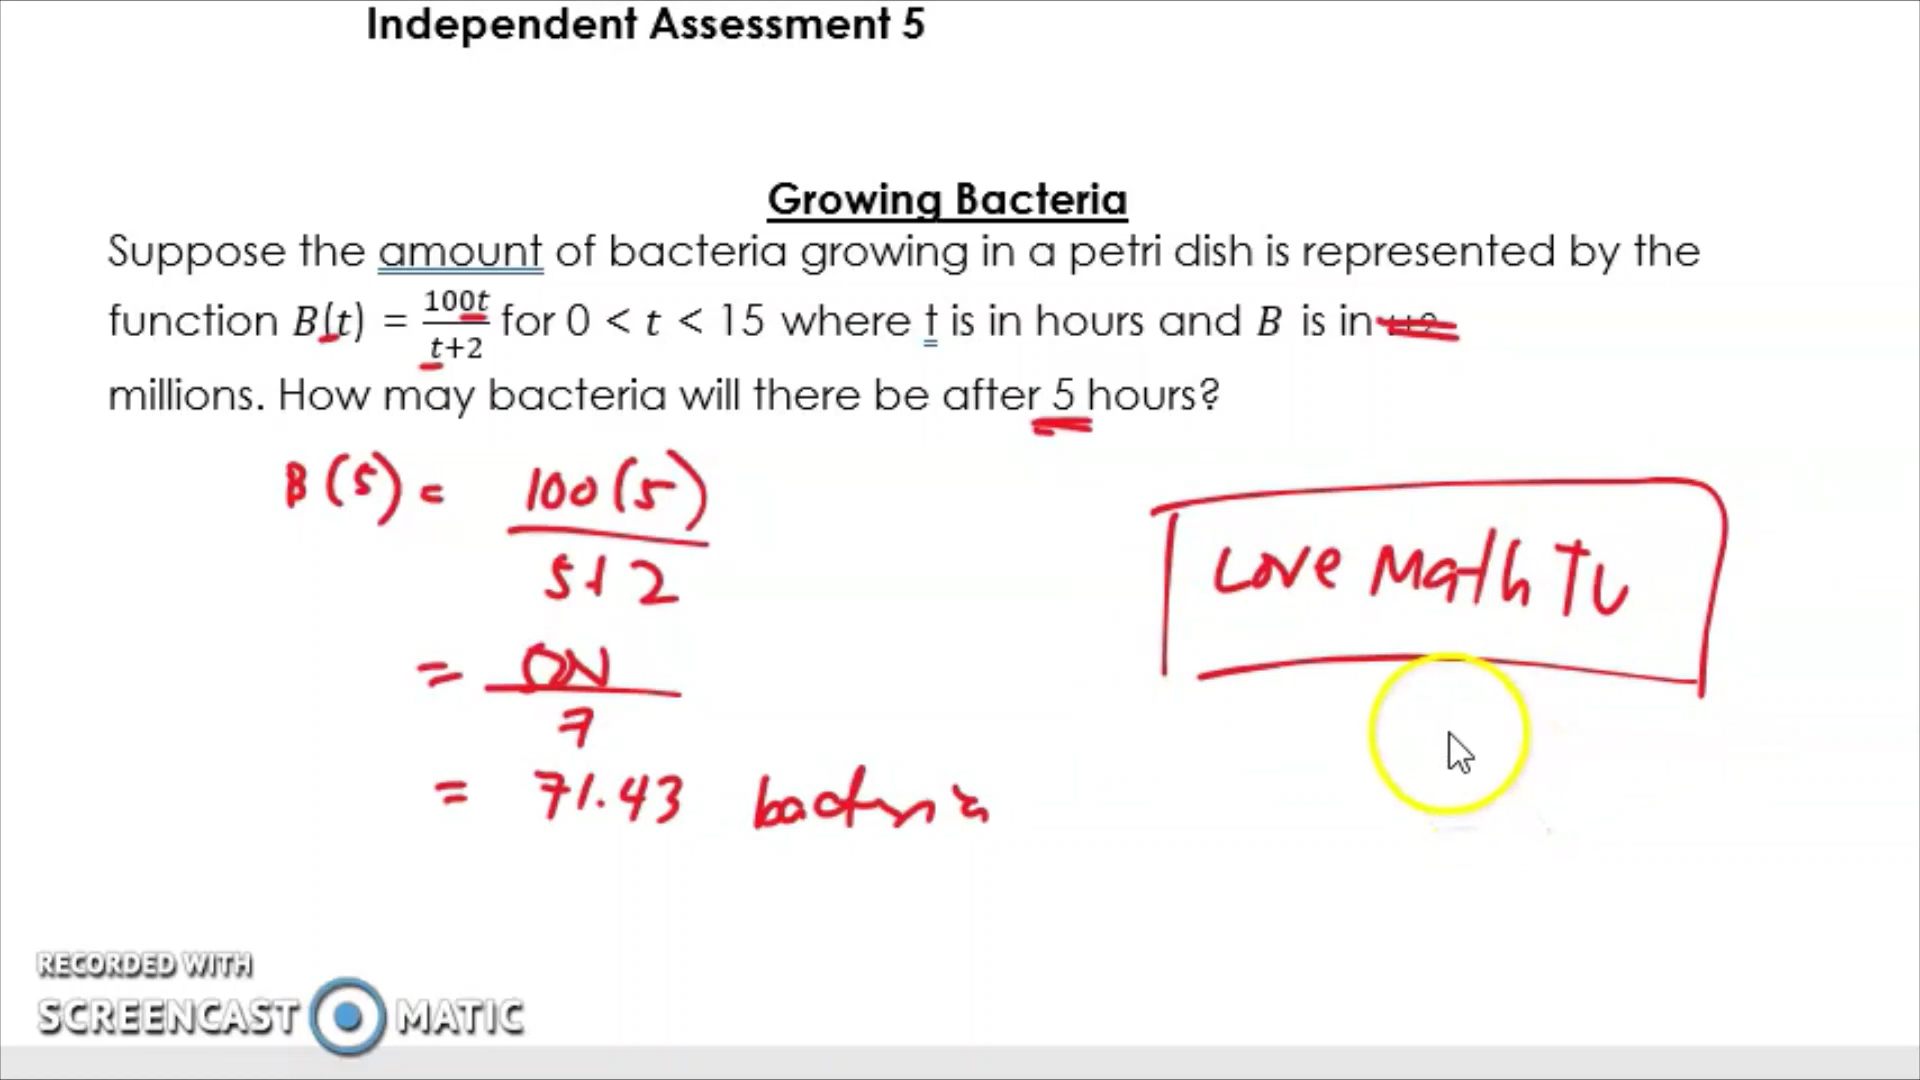 Independent Assessment 5
Growing Bacteria
Suppose the amount of bacteria growing in a petri dish is represented by the
function B(t) = 100t/t+2 for 0 < t < 15 where t is in hours and B is in
millions. How may bacteria will there be after 5 hours?
B(5) = 100(5)
5+2
=
7
= 71.43 bacteria
Love Math Tv
RECORDED WITH
SCREENCAST MATIC